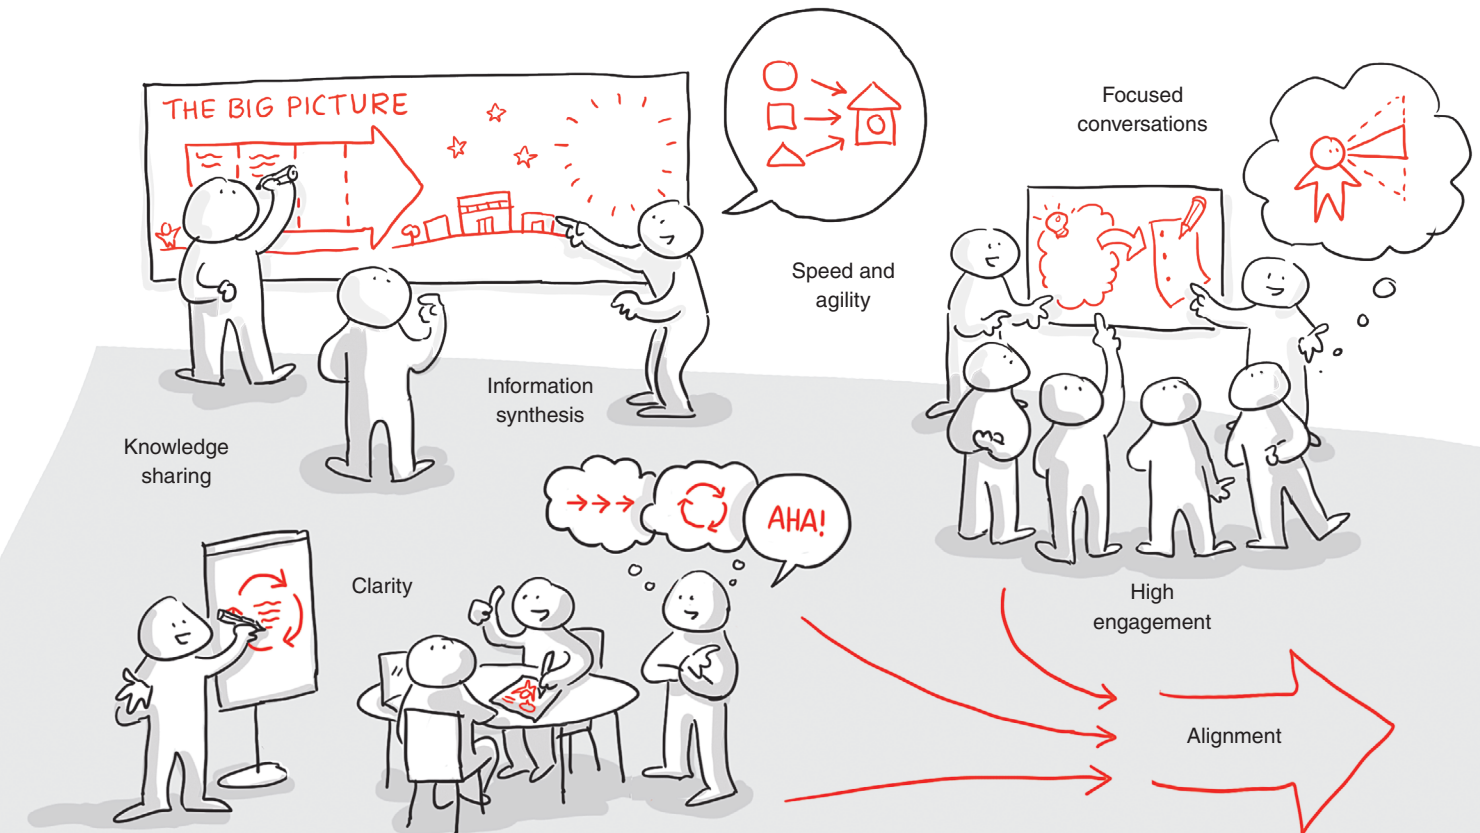 THE BIG PICTURE
Focused
conversations
Speed and
agility
Information
synthesis
Knowledge
sharing
AHA!
Clarity
High
engagement
Alignment